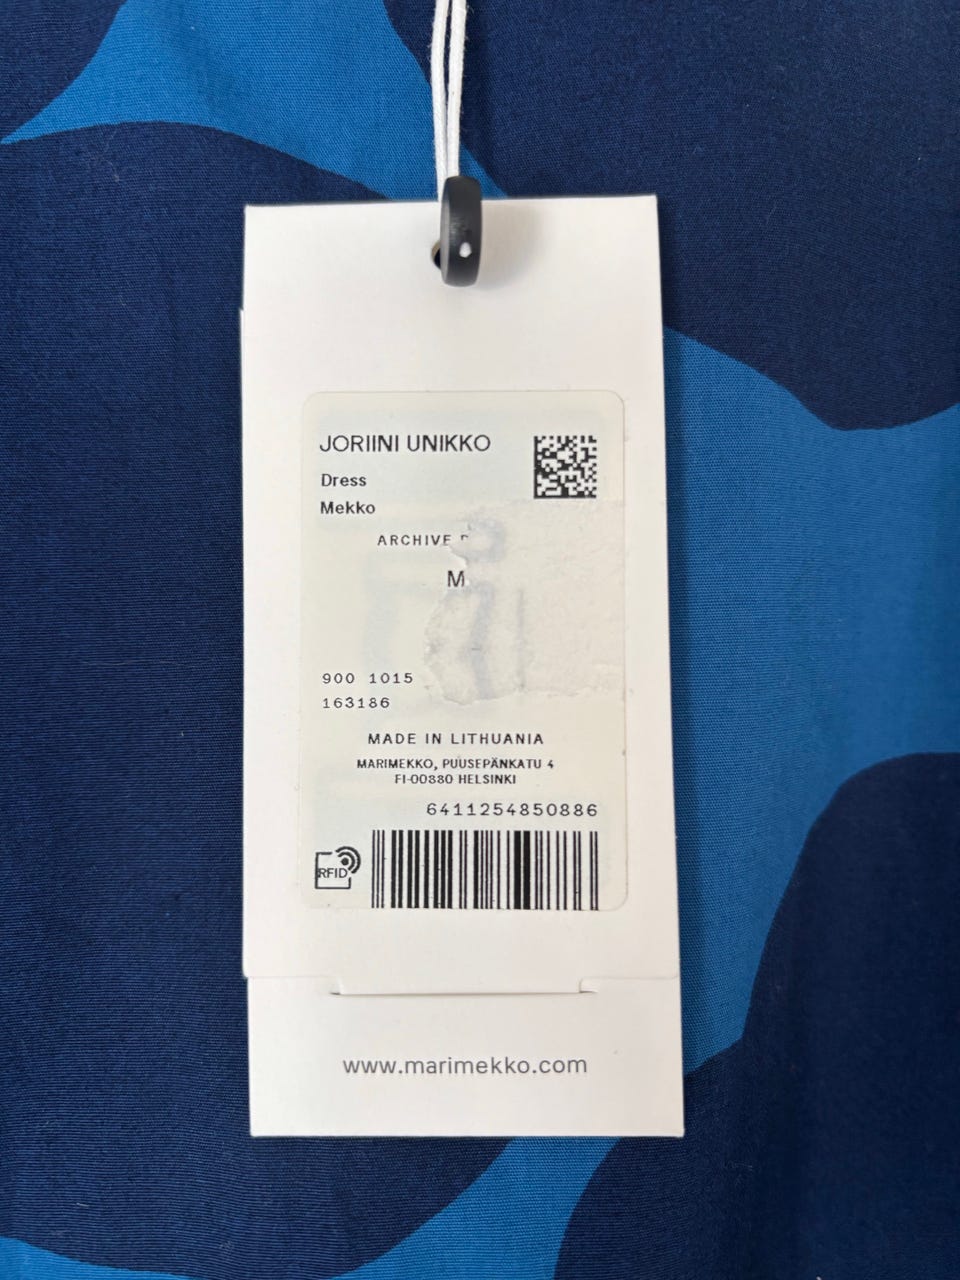 JORIINI UNIKKO
Dress
Mekko
ARCHIVE
M
900 1015
163186
MADE IN LITHUANIA
MARIMEKKO, PUUSEPÄNKATU 4
FI-00880 HELSINKI
6411254850886
RFID
www.marimekko.com